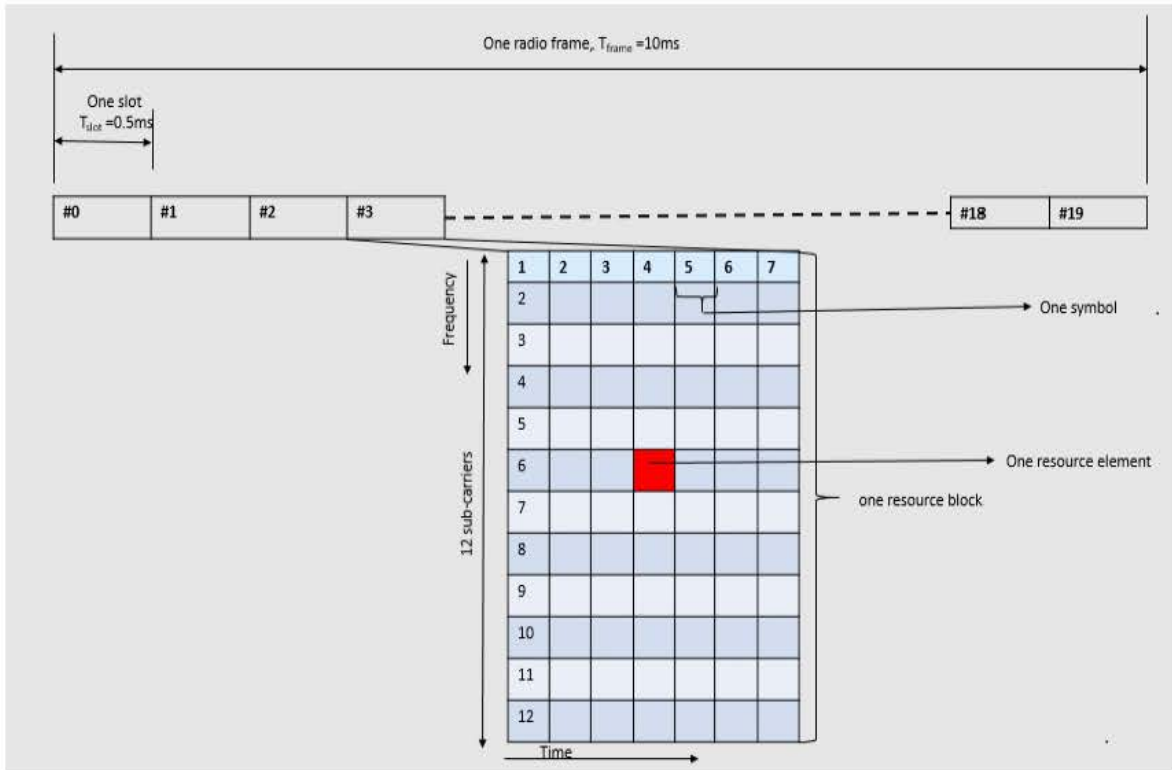 One radio frame, Tframe =10ms
One slot
Tslot =0.5ms
#0 #1 #2 #3 #18 #19
1 2 3 4 5 6 7
2
One symbol
Frequency
3
4
5
6
One resource element
12 sub-carriers
7
one resource block
8
9
10
11
12
Time